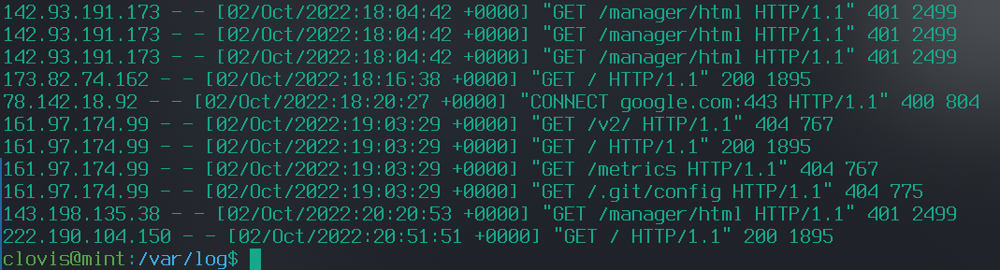 142.93.191.173 - - [02/Oct/2022:18:04:42 +0000] "GET /manager/html HTTP/1.1" 401 2499
142.93.191.173 - - [02/Oct/2022:18:04:42 +0000] "GET /manager/html HTTP/1.1" 401 2499
142.93.191.173 - - [02/Oct/2022:18:04:42 +0000] "GET /manager/html HTTP/1.1" 401 2499
173.82.74.162 - - [02/Oct/2022:18:16:38 +0000] "GET / HTTP/1.1" 200 1895
78.142.18.92 - - [02/Oct/2022:18:20:27 +0000] "CONNECT google.com:443 HTTP/1.1" 400 804
161.97.174.99 - - [02/Oct/2022:19:03:29 +0000] "GET /v2/ HTTP/1.1" 404 767
161.97.174.99 - - [02/Oct/2022:19:03:29 +0000] "GET / HTTP/1.1" 200 1895
161.97.174.99 - - [02/Oct/2022:19:03:29 +0000] "GET /metrics HTTP/1.1" 404 767
161.97.174.99 - - [02/Oct/2022:19:03:29 +0000] "GET /.git/config HTTP/1.1" 404 775
143.198.135.38 - - [02/Oct/2022:20:20:53 +0000] "GET /manager/html HTTP/1.1" 401 2499
222.190.104.150 - - [02/Oct/2022:20:51:51 +0000] "GET / HTTP/1.1" 200 1895
clovis@mint:/var/log$